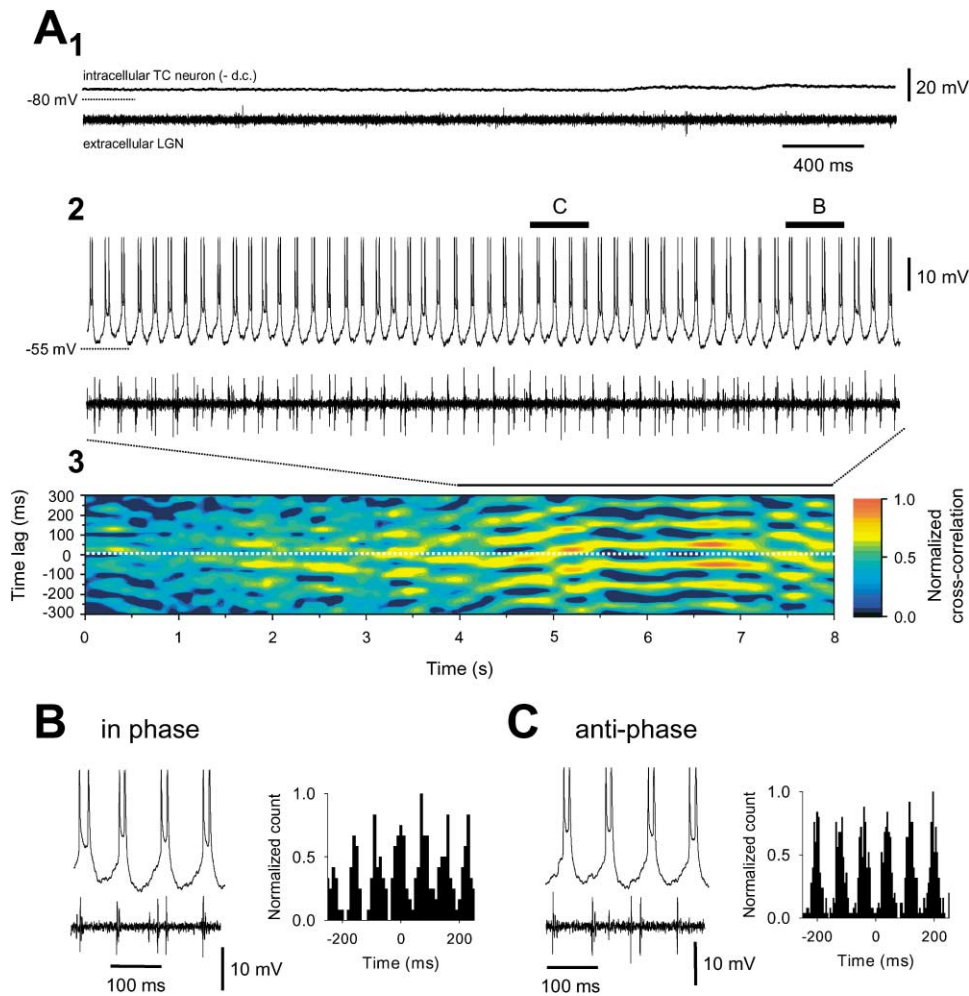 A1
intracellular TC neuron (- d.c.)
-80 mV
20 mV
extracellular LGN
400 ms
2
C
B
10 mV
-55 mV
3
Time lag (ms)
300
200
100
0
-100
-200
-300
0 1 2 3 4 5 6 7 8
Time (s)
1.0
0.5
0.0
Normalized
cross-correlation
B in phase
Normalized count
1.0
0.5
0.0
-200 0 200
Time (ms)
100 ms
10 mV
C anti-phase
Normalized count
1.0
0.5
0.0
-200 0 200
Time (ms)
100 ms
10 mV